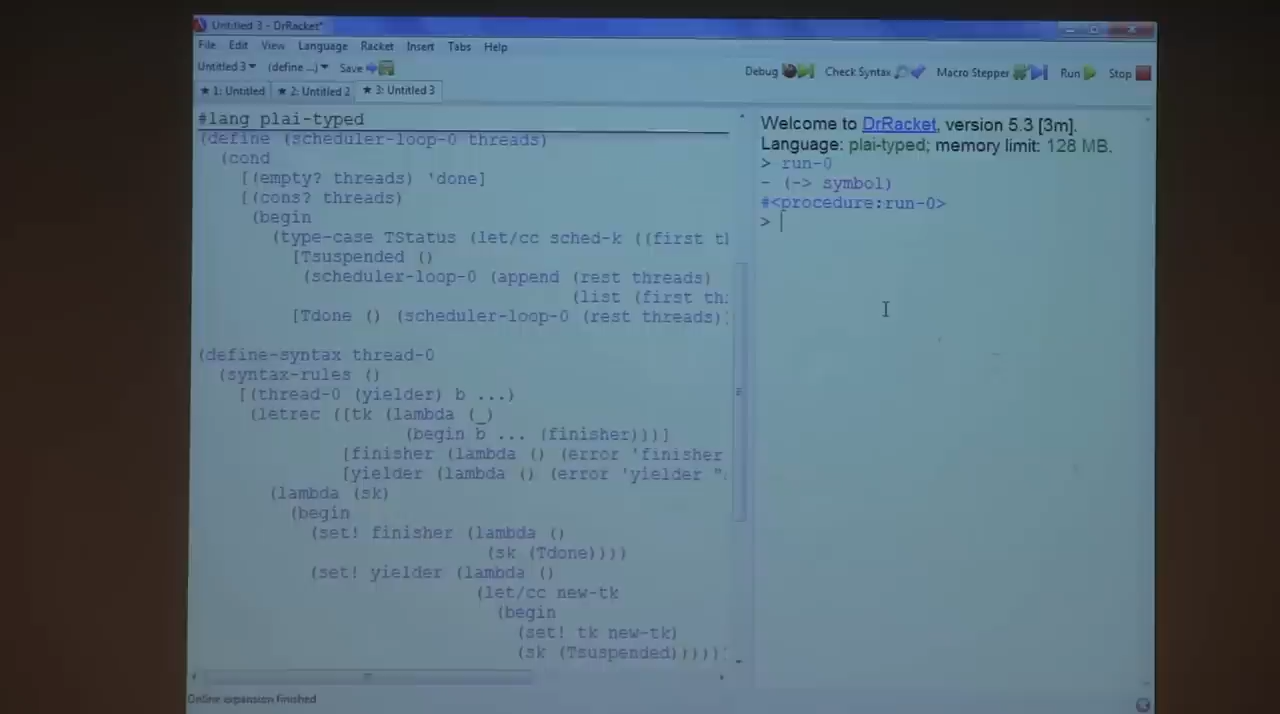 Untitled 3 - DrRacket*
File Edit View Language Racket Insert Tabs Help
Untitled 3 (define ...) Save Debug Check Syntax Macro Stepper Run Stop
★ 1: Untitled ★ 2: Untitled 2 ★ 3: Untitled 3
#lang plai-typed
(define (scheduler-loop-0 threads)
(cond
[(empty? threads) 'done]
[(cons? threads)
(begin
(type-case TStatus (let/cc sched-k ((first t
[Tsuspended ()
(scheduler-loop-0 (append (rest threads)
(list (first th
[Tdone () (scheduler-loop-0 (rest threads)
(define-syntax thread-0
(syntax-rules ()
[(thread-0 (yielder) b ...)
(letrec ([tk (lambda (_)
(begin b ... (finisher)))]
[finisher (lambda () (error 'finisher
[yielder (lambda () (error 'yielder "
(lambda (sk)
(begin
(set! finisher (lambda ()
(sk (Tdone))))
(set! yielder (lambda ()
(let/cc new-tk
(begin
(set! tk new-tk)
(sk (Tsuspended)))))
Online expansion finished
Welcome to DrRacket, version 5.3 [3m].
Language: plai-typed; memory limit: 128 MB.
> run-0
- (-> symbol)
#<procedure:run-0>
>